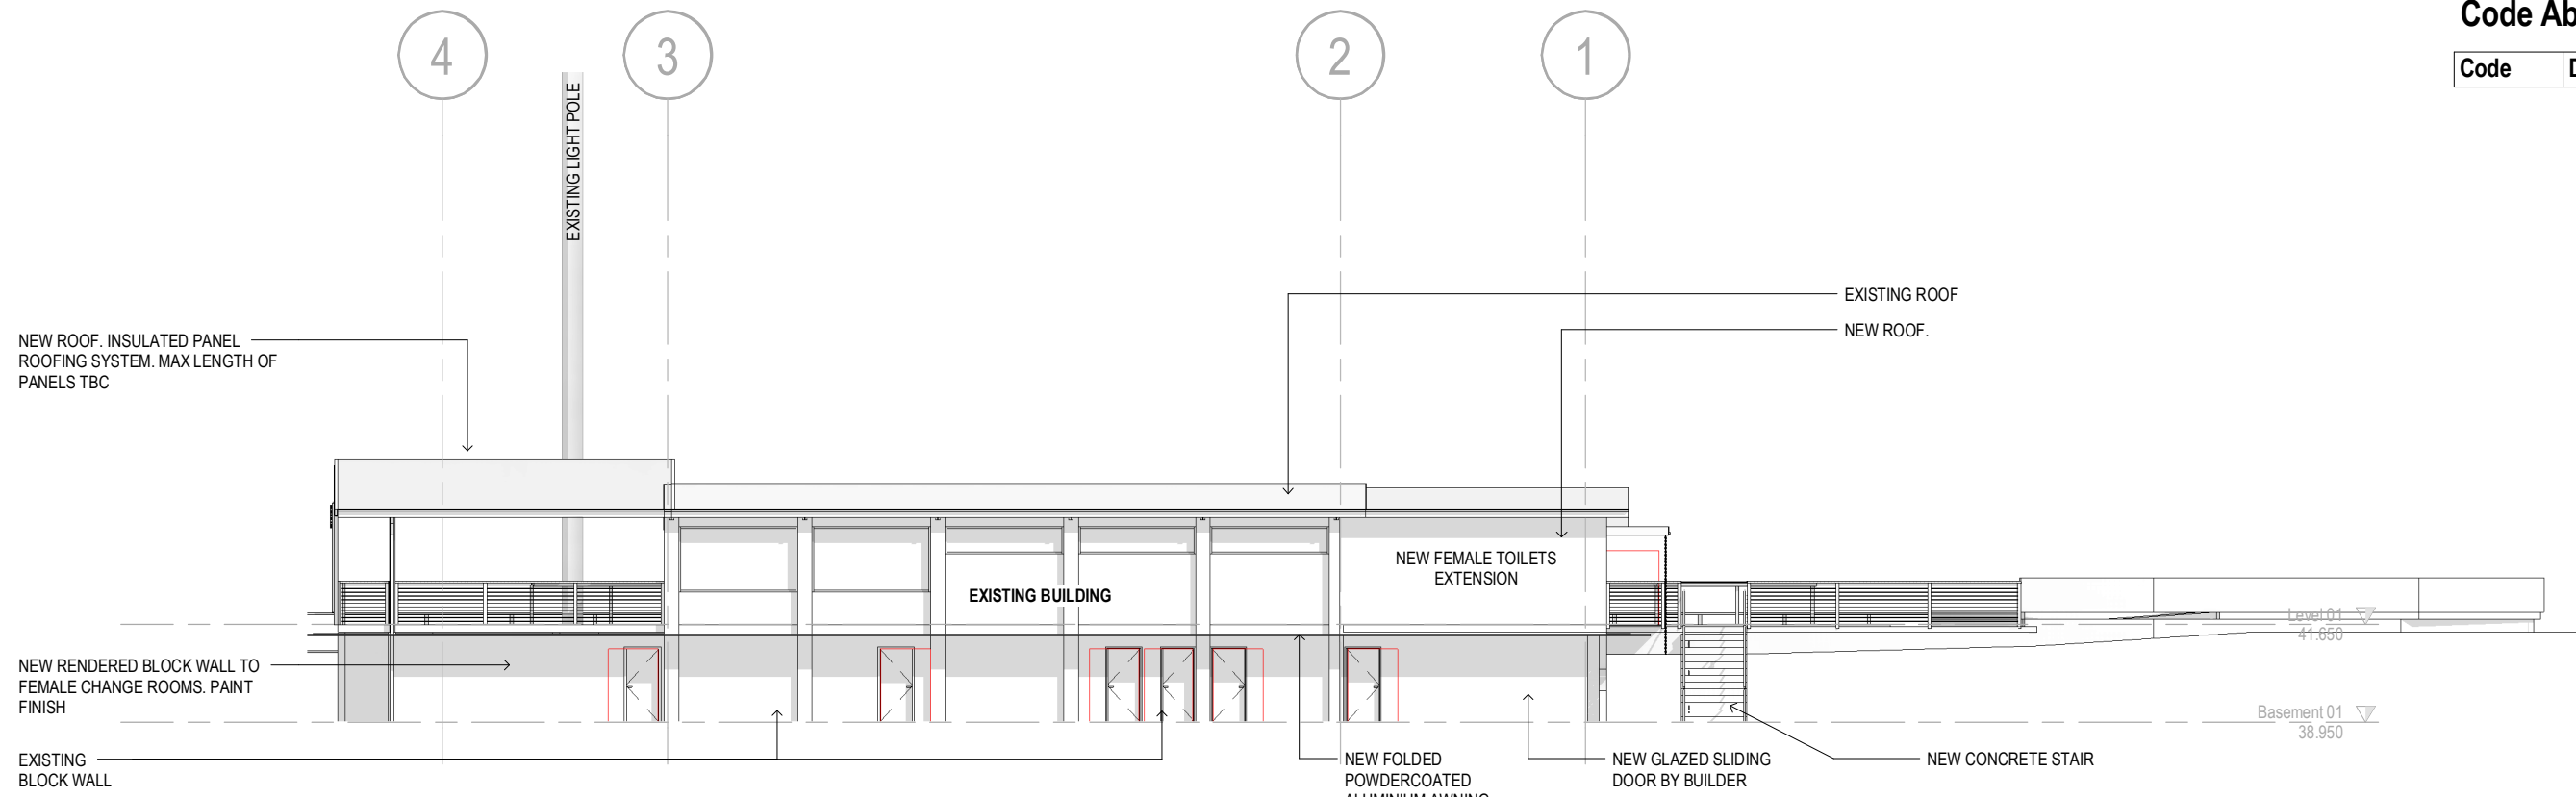 Code Ab
Code
D
4
3
2
1
EXISTING LIGHT POLE
EXISTING ROOF
NEW ROOF.
NEW ROOF. INSULATED PANEL
ROOFING SYSTEM. MAX LENGTH OF
PANELS TBC
NEW FEMALE TOILETS
EXTENSION
EXISTING BUILDING
Level 01
41.650
NEW RENDERED BLOCK WALL TO
FEMALE CHANGE ROOMS. PAINT
FINISH
Basement 01
38.950
EXISTING
BLOCK WALL
NEW FOLDED
POWDERCOATED
ALUMINIUM AWNING
NEW GLAZED SLIDING
DOOR BY BUILDER
NEW CONCRETE STAIR